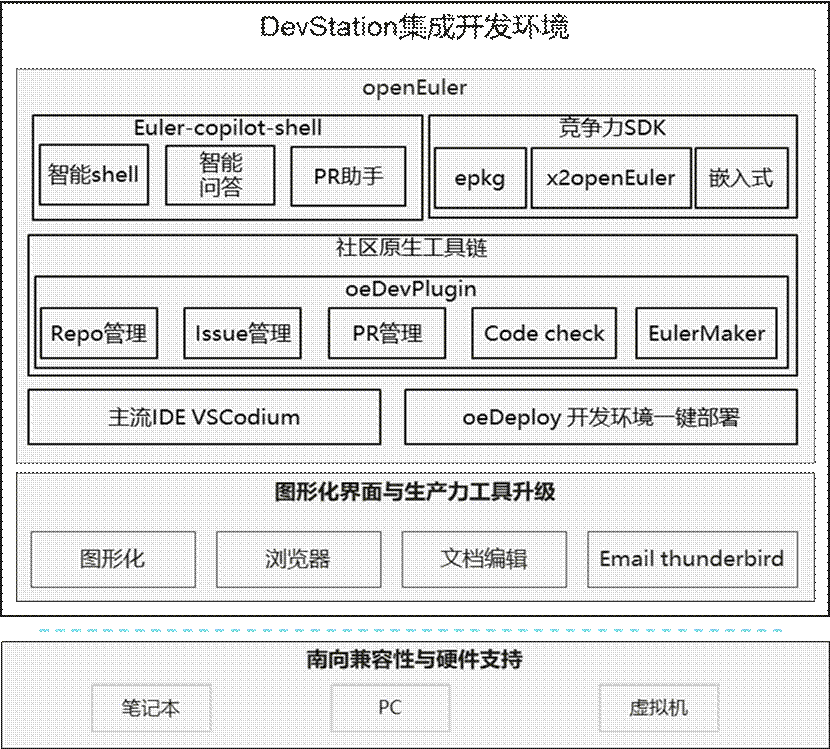 DevStation集成开发环境
openEuler
Euler-copilot-shell
竞争力SDK
智能shell
智能
问答
PR助手
epkg
x2openEuler
嵌入式
社区原生工具链
oeDevPlugin
Repo管理
Issue管理
PR管理
Code check
EulerMaker
主流IDE VSCodium
oeDeploy 开发环境一键部署
图形化界面与生产力工具升级
图形化
浏览器
文档编辑
Email thunderbird
南向兼容性与硬件支持
笔记本
PC
虚拟机